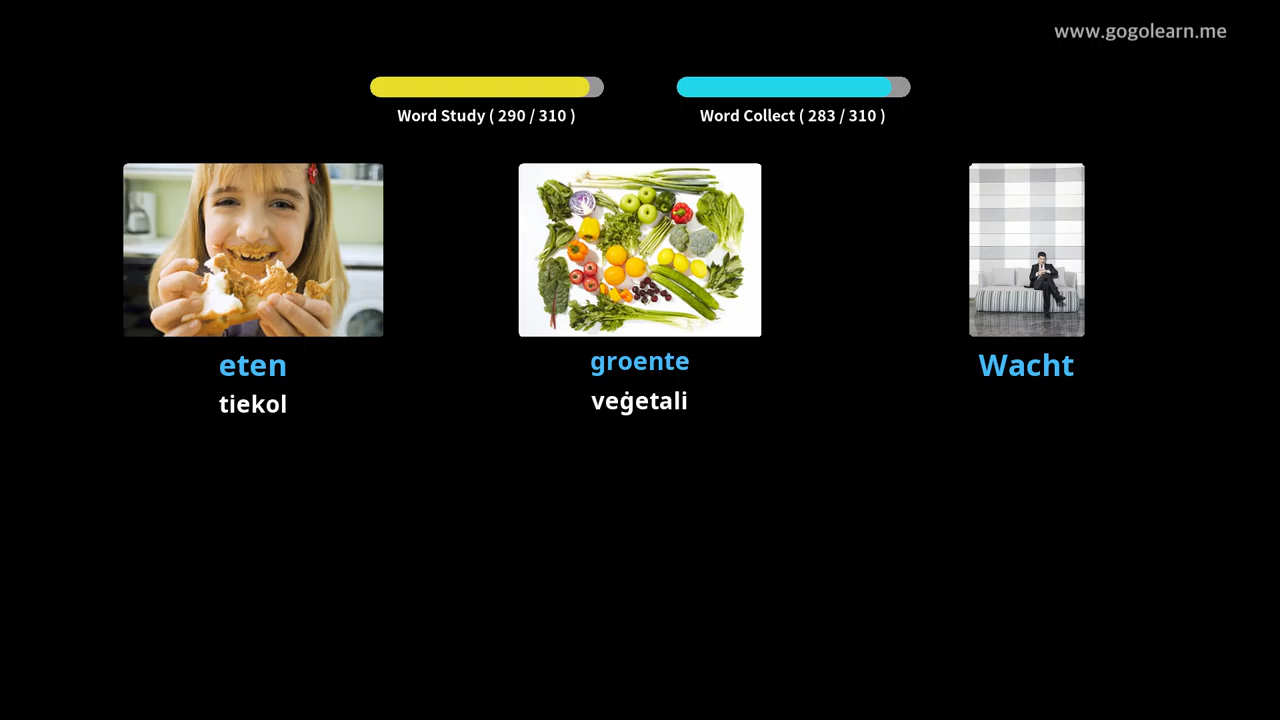 www.gogolearn.me
Word Study ( 290 / 310 )
Word Collect ( 283 / 310 )
eten
groente
Wacht
tiekol
veġetali